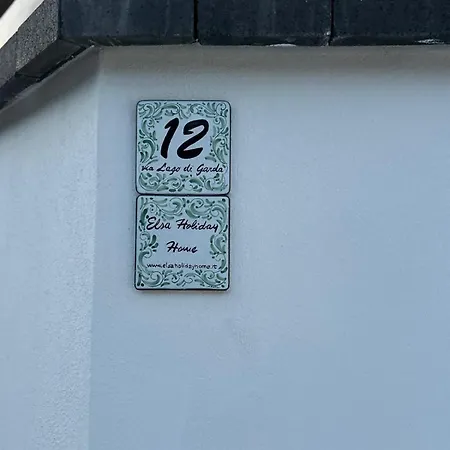 12
via Lago di Garda
Elsa Holiday
Home
www.elsaholidayhome.it